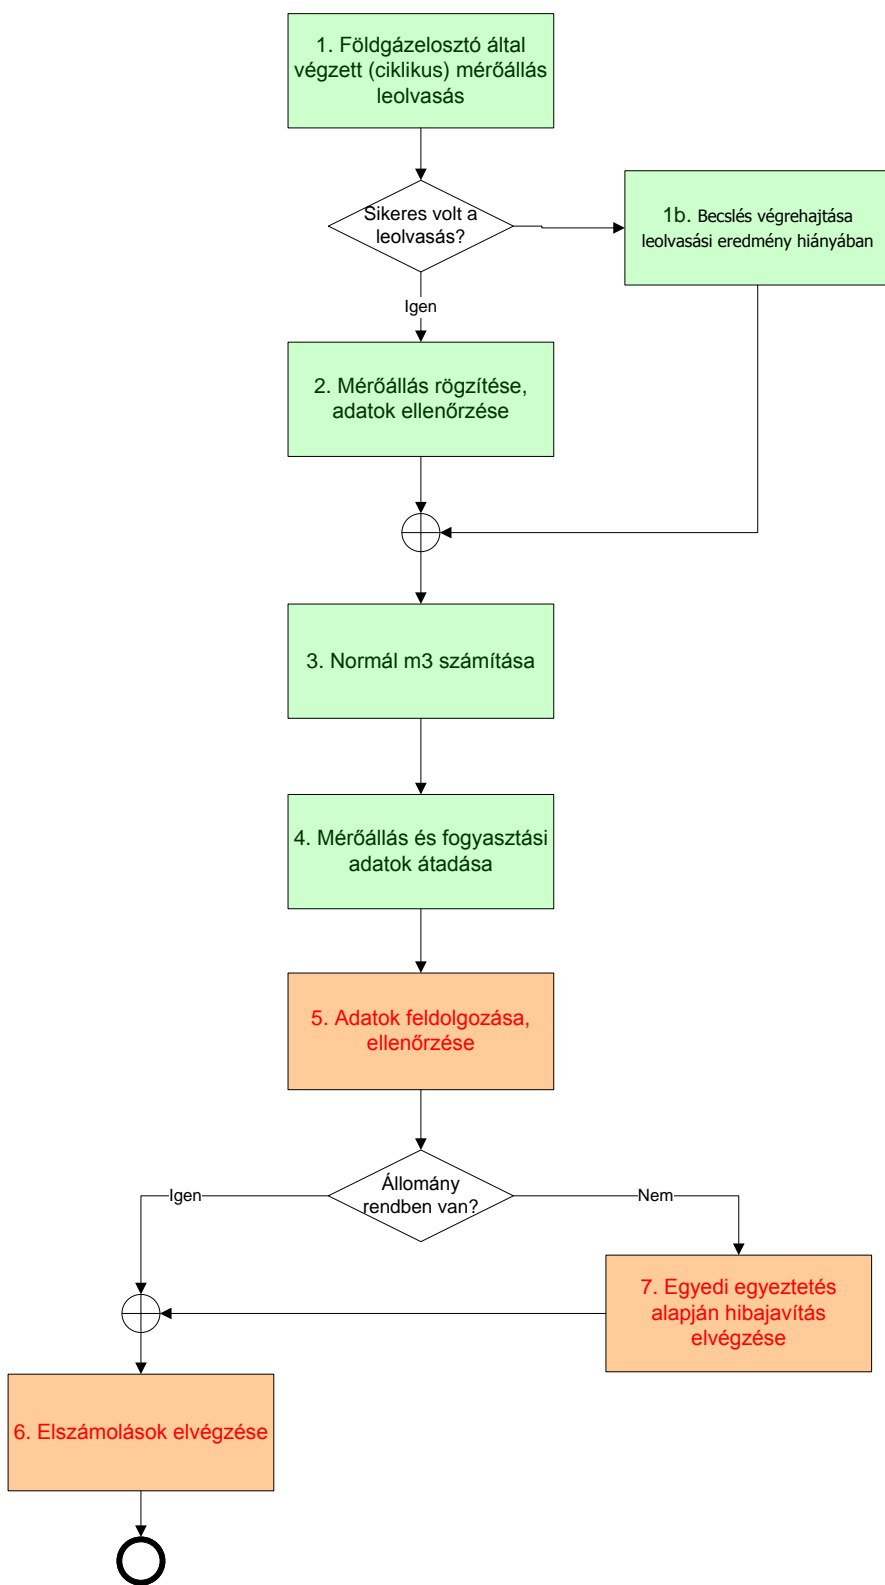 1. Földgázelosztó által
végzett (ciklikus) mérőállás
leolvasás
Sikeres volt a
leolvasás?
1b. Becslés végrehajtása
leolvasási eredmény hiányában
Igen
2. Mérőállás rögzítése,
adatok ellenőrzése
3. Normál m3 számítása
4. Mérőállás és fogyasztási
adatok átadása
5. Adatok feldolgozása,
ellenőrzése
Állomány
rendben van?
Igen
Nem
7. Egyedi egyeztetés
alapján hibajavítás
elvégzése
6. Elszámolások elvégzése